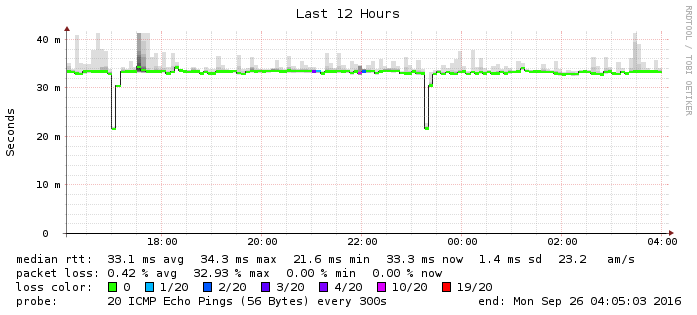 Last 12 Hours
RRDTOOL / TOBI OETIKER
Seconds
40 m
30 m
20 m
10 m
0
18:00 20:00 22:00 00:00 02:00 04:00
median rtt: 33.1 ms avg 34.3 ms max 21.6 ms min 33.3 ms now 1.4 ms sd 23.2 am/s
packet loss: 0.42 % avg 32.93 % max 0.00 % min 0.00 % now
loss color: 0 1/20 2/20 3/20 4/20 10/20 19/20
probe: 20 ICMP Echo Pings (56 Bytes) every 300s end: Mon Sep 26 04:05:03 2016